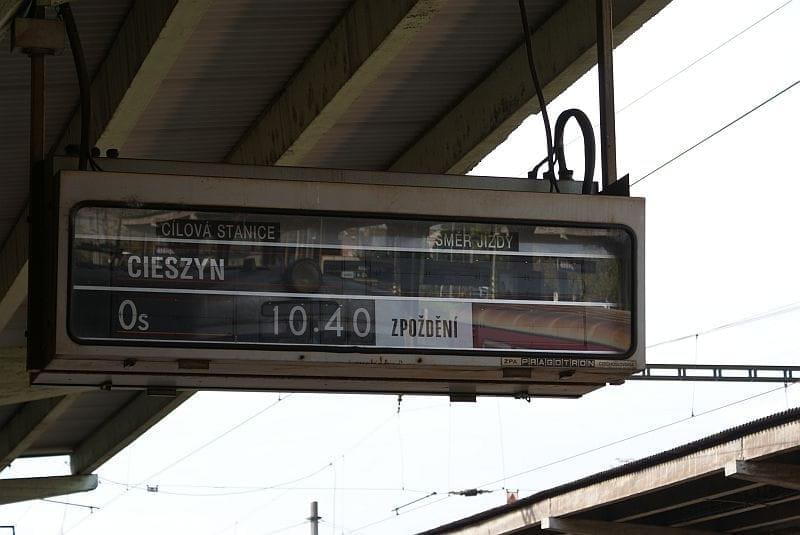 CÍLOVÁ STANICE SMĚR JÍZDY
CIESZYN
Os 10.40 ZPOŽDĚNÍ
ZPA PRAGOTRON